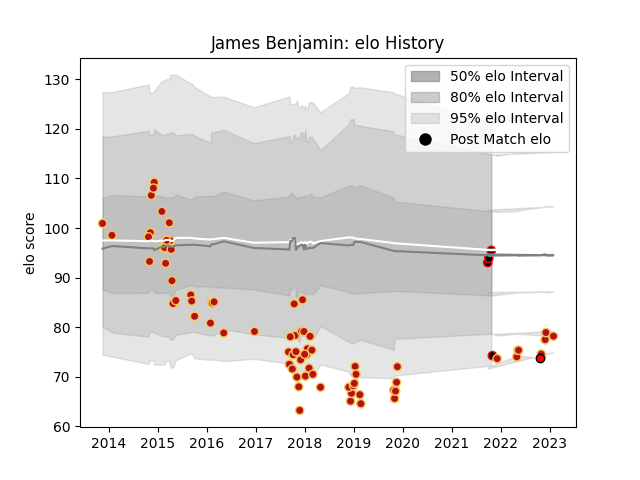 James Benjamin: elo History
elo score
130
120
110
100
90
80
70
60
50% elo Interval
80% elo Interval
95% elo Interval
Post Match elo
2014 2015 2016 2017 2018 2019 2020 2021 2022 2023